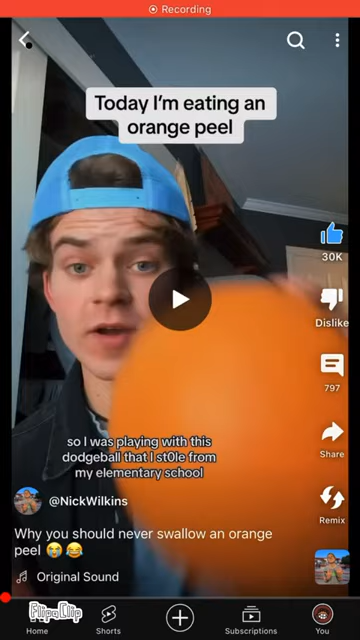 Recording
Today I'm eating an
orange peel
30K
Dislike
797
so I was playing with this
dodgeball that I st0le from
my elementary school
Share
@NickWilkins
Remix
Why you should never swallow an orange
peel 😭😂
Original Sound
FlipaClip
Home
Shorts
Subscriptions
You